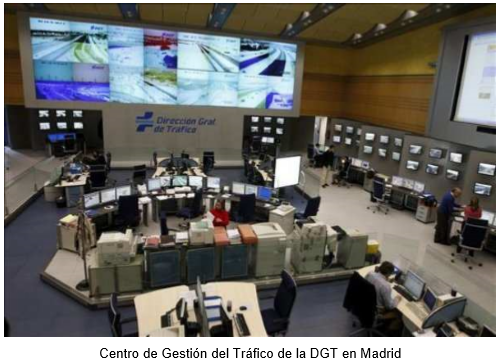 Dirección Gral
de Tráfico
Centro de Gestión del Tráfico de la DGT en Madrid